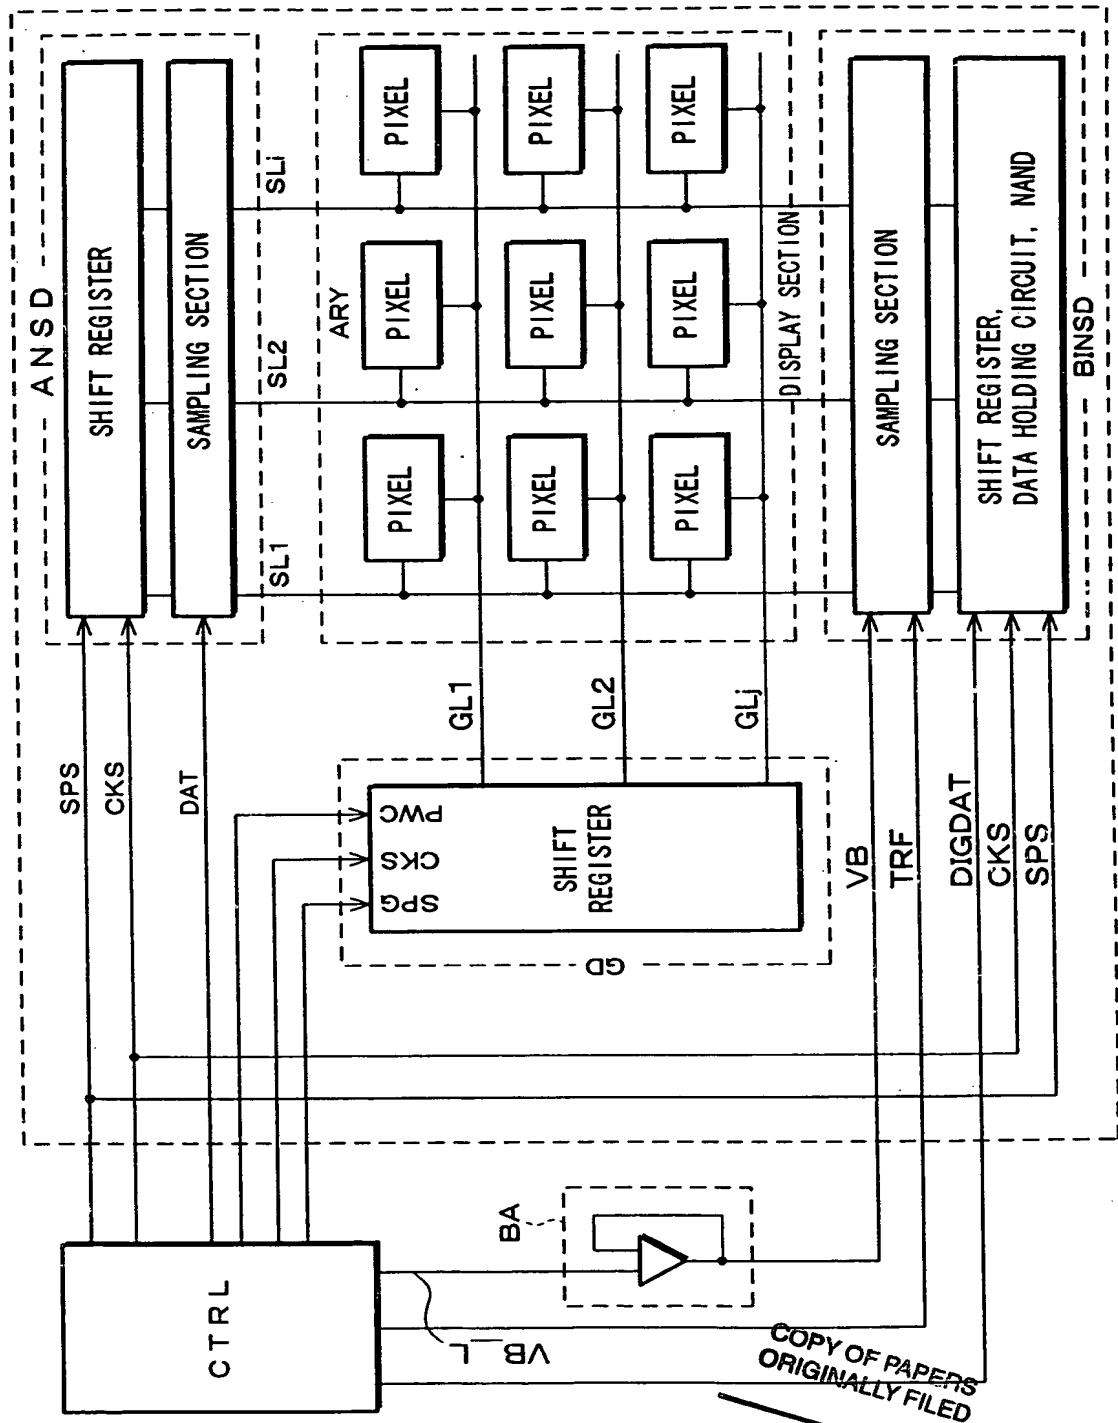 ANSD
SHIFT REGISTER
SAMPLING SECTION
SPS
CKS
DAT
SL1
SL2
SLi
ARY
PIXEL
PIXEL
PIXEL
PIXEL
PIXEL
PIXEL
PIXEL
PIXEL
PIXEL
DISPLAY SECTION
GL1
GL2
GLj
PWC
CKS
SPG
SHIFT
REGISTER
GD
VB
TRF
DIGDAT
CKS
SPS
SAMPLING SECTION
SHIFT REGISTER,
DATA HOLDING CIRCUIT, NAND
BINSD
CTRL
VB_L
BA
COPY OF PAPERS
ORIGINALLY FILED